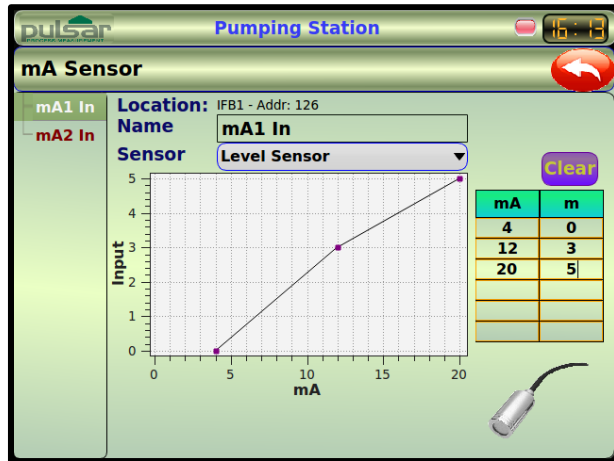 pulsar
PROCESS MEASUREMENT
Pumping Station
16:13
mA Sensor
mA1 In
mA2 In
Location: IFB1 - Addr: 126
Name mA1 In
Sensor Level Sensor
Clear
mA m
4 0
12 3
20 5
Input
5
4
3
2
1
0
0 5 10 15 20
mA